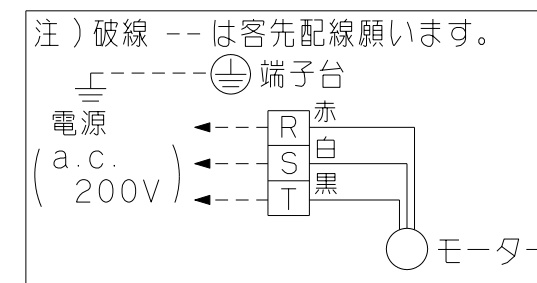 注）破線 -- は客先配線願います。
端子台
電源
(a.c.
200V)
R 赤
S 白
T 黒
モーター